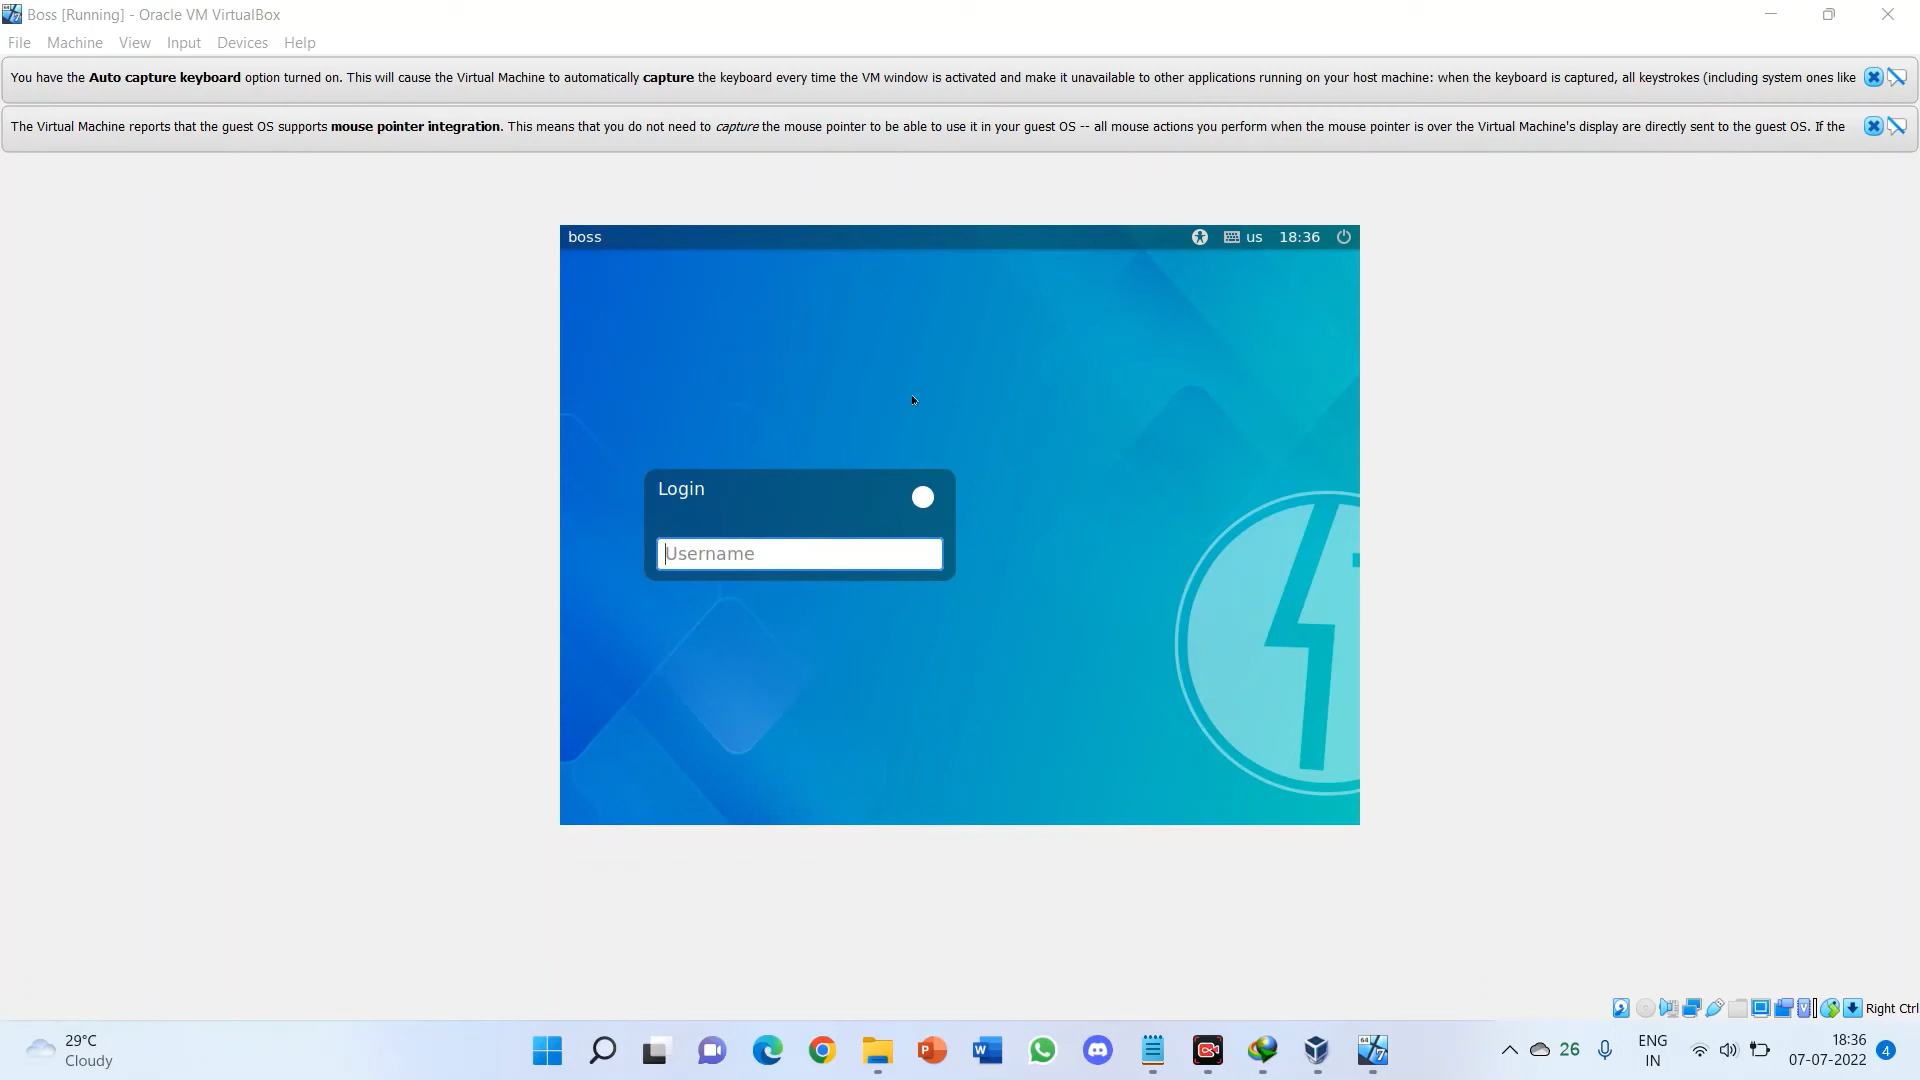 Boss [Running] - Oracle VM VirtualBox
File Machine View Input Devices Help
You have the Auto capture keyboard option turned on. This will cause the Virtual Machine to automatically capture the keyboard every time the VM window is activated and make it unavailable to other applications running on your host machine: when the keyboard is captured, all keystrokes (including system ones like
The Virtual Machine reports that the guest OS supports mouse pointer integration. This means that you do not need to capture the mouse pointer to be able to use it in your guest OS -- all mouse actions you perform when the mouse pointer is over the Virtual Machine's display are directly sent to the guest OS. If the
boss us 18:36
Login
Username
Right Ctrl
29°C
Cloudy
26
ENG
IN
18:36
07-07-2022
4